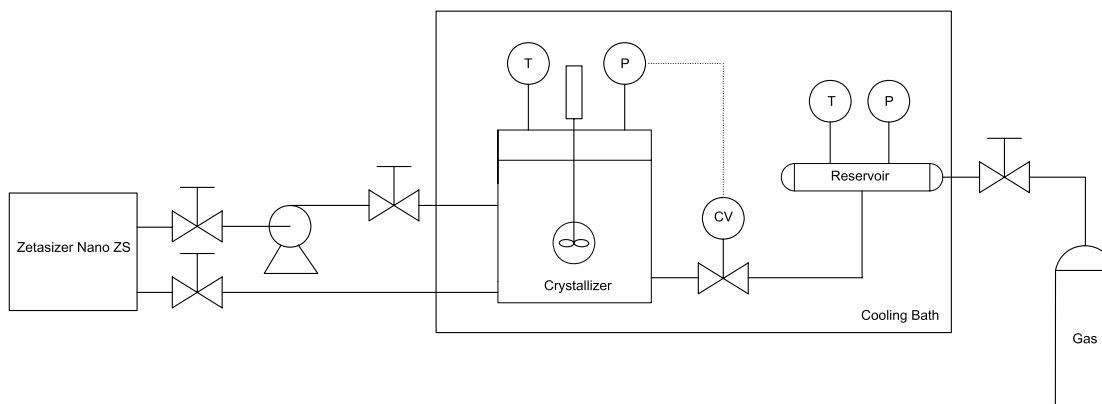 T
P
T
P
Reservoir
CV
Zetasizer Nano ZS
Crystallizer
Cooling Bath
Gas